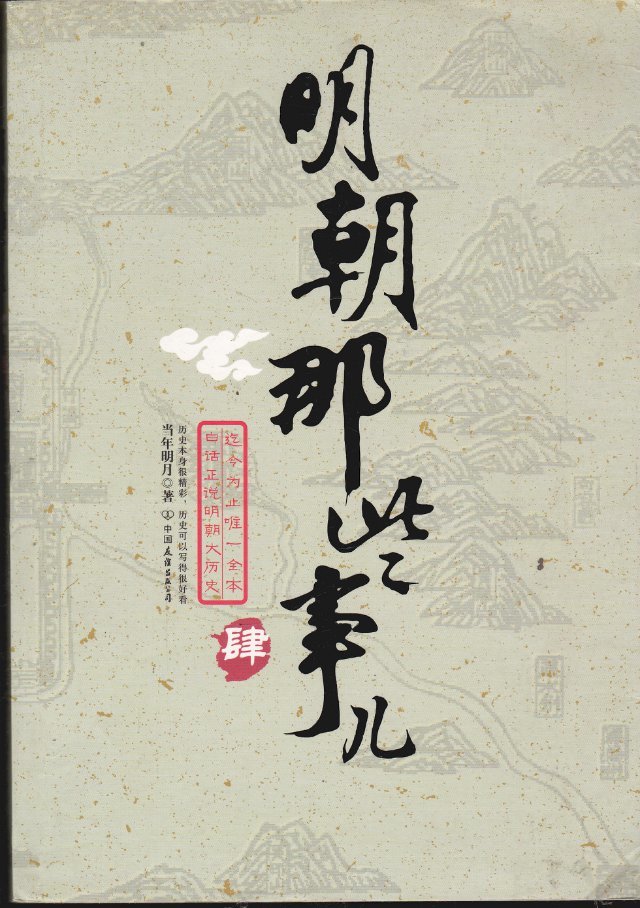 明朝那些事儿
迄今为止唯一全本
白话正说明朝大历史
历史本身很精彩，历史可以写得很好看
当年明月◎著
中国友谊出版公司
肆